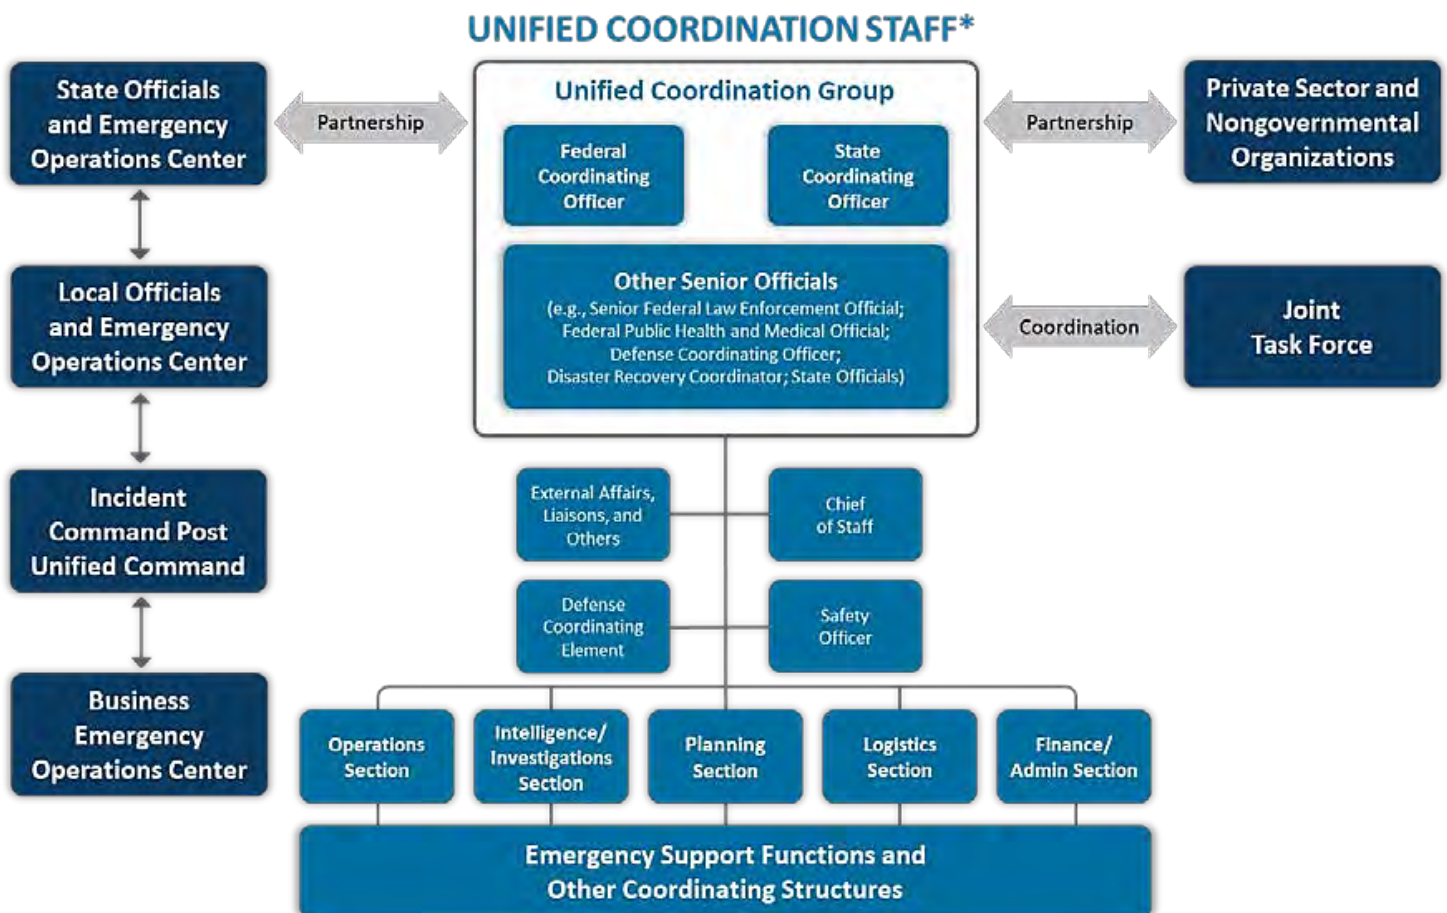 UNIFIED COORDINATION STAFF*
State Officials
and Emergency
Operations Center
Partnership
Unified Coordination Group
Federal
Coordinating
Officer
State
Coordinating
Officer
Other Senior Officials
(e.g., Senior Federal Law Enforcement Official;
Federal Public Health and Medical Official;
Defense Coordinating Officer;
Disaster Recovery Coordinator; State Officials)
Partnership
Private Sector and
Nongovernmental
Organizations
Coordination
Joint
Task Force
Local Officials
and Emergency
Operations Center
Incident
Command Post
Unified Command
Business
Emergency
Operations Center
External Affairs,
Liaisons, and
Others
Chief
of Staff
Defense
Coordinating
Element
Safety
Officer
Operations
Section
Intelligence/
Investigations
Section
Planning
Section
Logistics
Section
Finance/
Admin Section
Emergency Support Functions and
Other Coordinating Structures